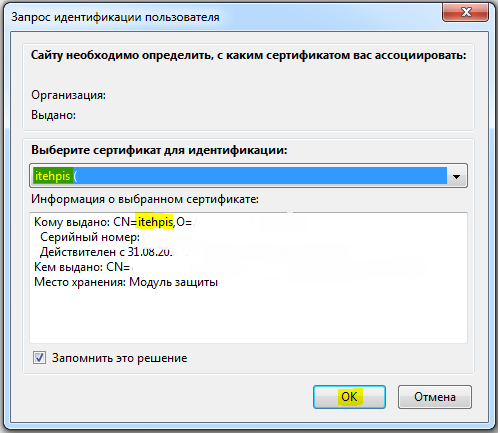 Запрос идентификации пользователя
Сайту необходимо определить, с каким сертификатом вас ассоциировать:
Организация:
Выдано:
Выберите сертификат для идентификации:
itehpis (
Информация о выбранном сертификате:
Кому выдано: CN=itehpis,O=
Серийный номер:
Действителен с 31.08.20
Кем выдано: CN=
Место хранения: Модуль защиты
Запомнить это решение
OK
Отмена